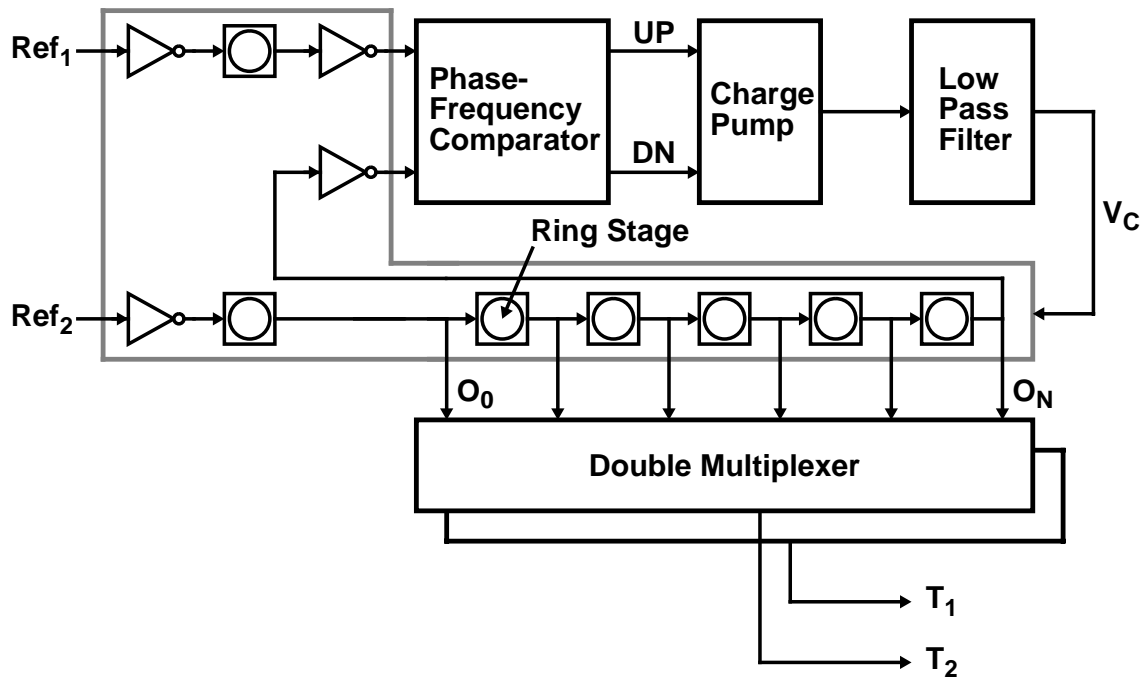 Ref1
Phase-
Frequency
Comparator
UP
DN
Charge
Pump
Low
Pass
Filter
VC
Ring Stage
Ref2
O0
ON
Double Multiplexer
T1
T2